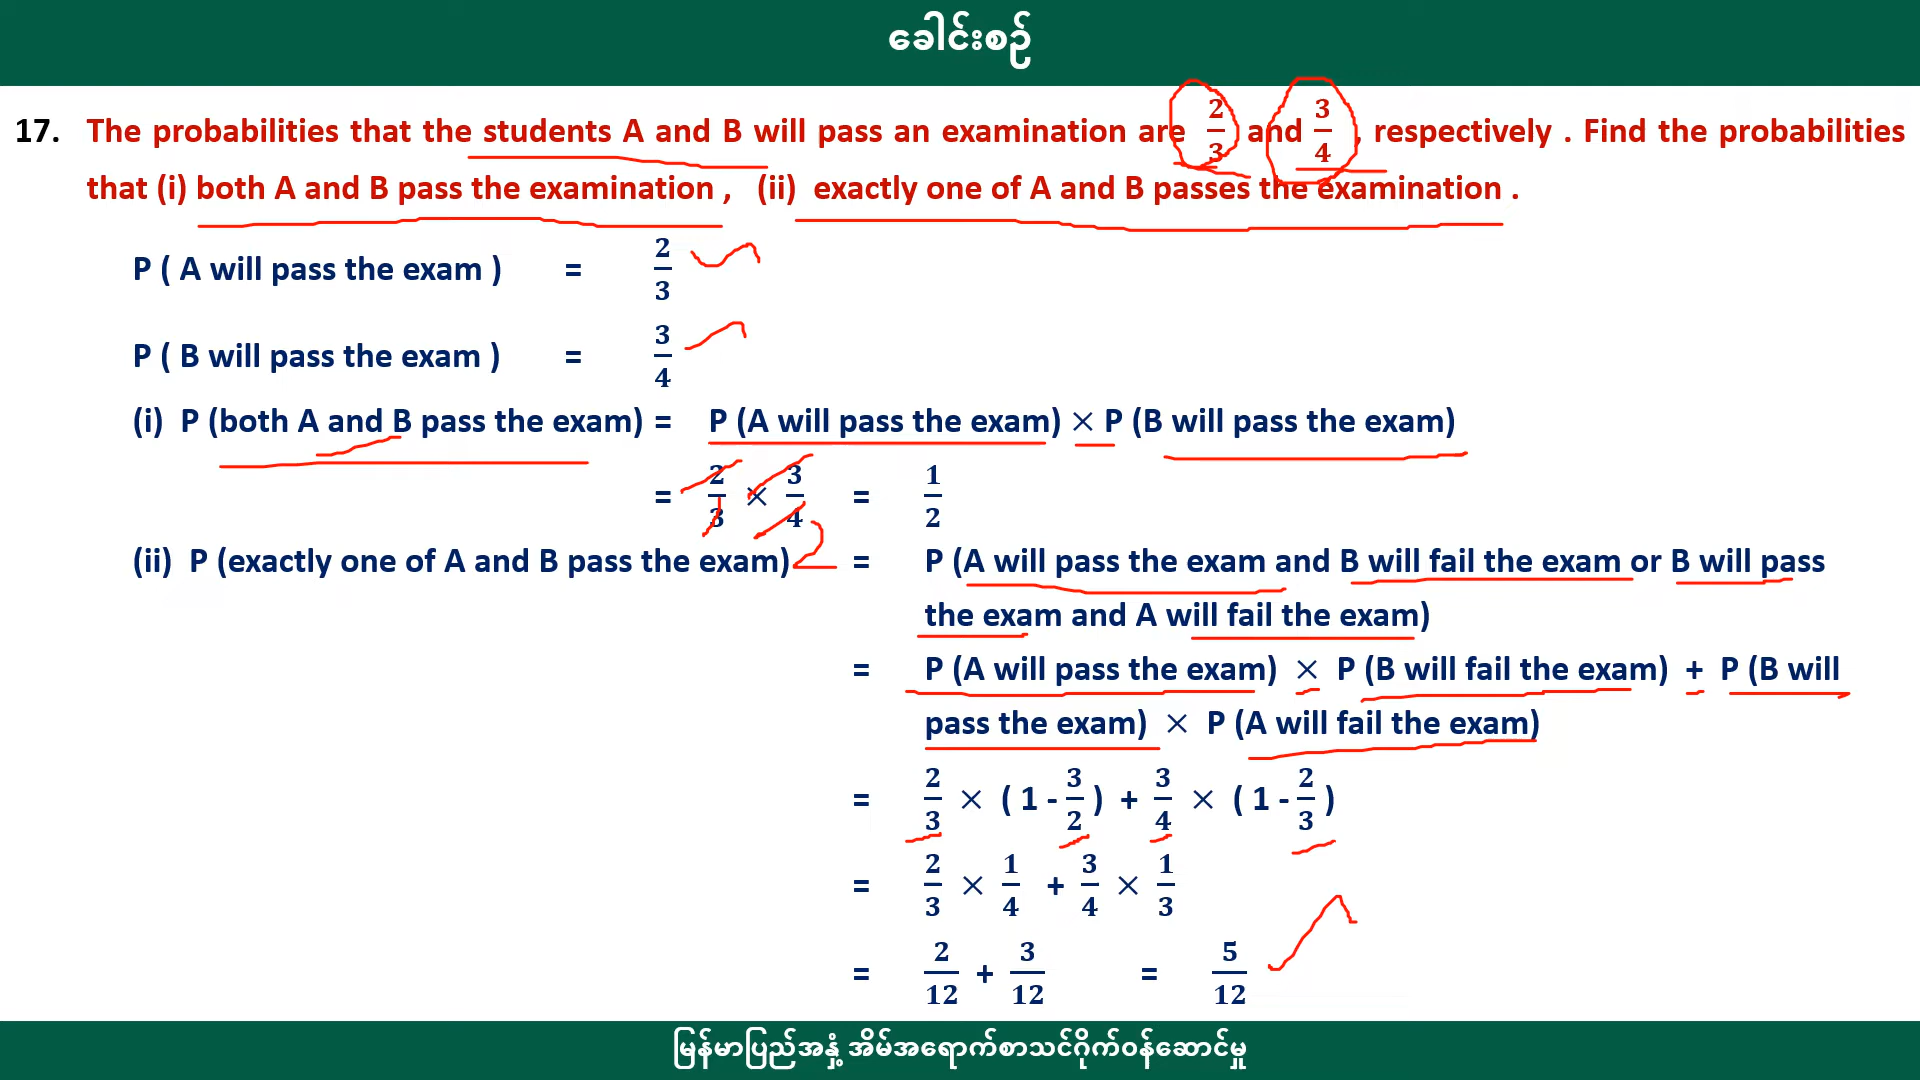 ခေါင်းစဉ်
17. The probabilities that the students A and B will pass an examination are 2/3 and 3/4 , respectively . Find the probabilities
that (i) both A and B pass the examination , (ii) exactly one of A and B passes the examination .
P ( A will pass the exam ) = 2/3
P ( B will pass the exam ) = 3/4
(i) P (both A and B pass the exam) = P (A will pass the exam) × P (B will pass the exam)
= 2/3 × 3/4 = 1/2
2
(ii) P (exactly one of A and B pass the exam) = P (A will pass the exam and B will fail the exam or B will pass
the exam and A will fail the exam)
= P (A will pass the exam) × P (B will fail the exam) + P (B will
pass the exam) × P (A will fail the exam)
= 2/3 × ( 1 - 3/2 ) + 3/4 × ( 1 - 2/3 )
= 2/3 × 1/4 + 3/4 × 1/3
= 2/12 + 3/12 = 5/12
မြန်မာပြည်အနှံ့ အိမ်အရောက်စာသင်ဂိုက်ဝန်ဆောင်မှု